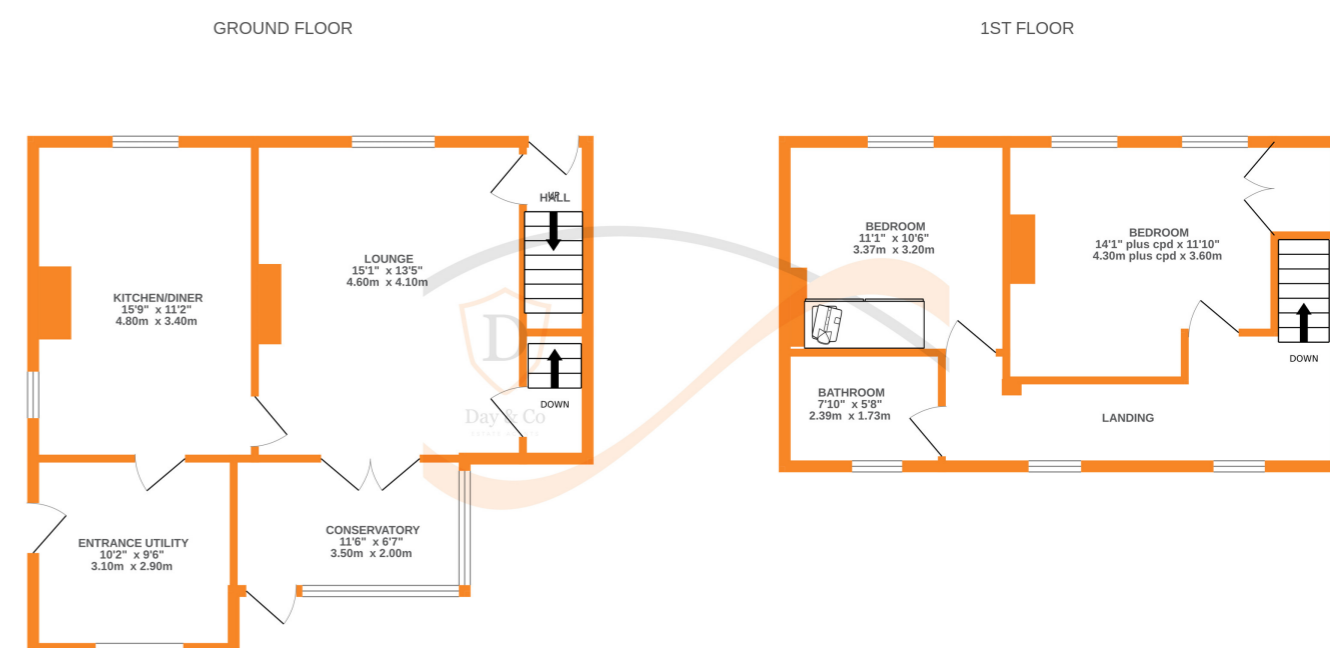 GROUND FLOOR
1ST FLOOR
HALL
UP
LOUNGE
15'1" x 13'5"
4.60m x 4.10m
KITCHEN/DINER
15'9" x 11'2"
4.80m x 3.40m
DOWN
D
Day & Co
CONSERVATORY
11'6" x 6'7"
3.50m x 2.00m
ENTRANCE UTILITY
10'2" x 9'6"
3.10m x 2.90m
BEDROOM
11'1" x 10'6"
3.37m x 3.20m
BEDROOM
14'1" plus cpd x 11'10"
4.30m plus cpd x 3.60m
DOWN
BATHROOM
7'10" x 5'8"
2.39m x 1.73m
LANDING